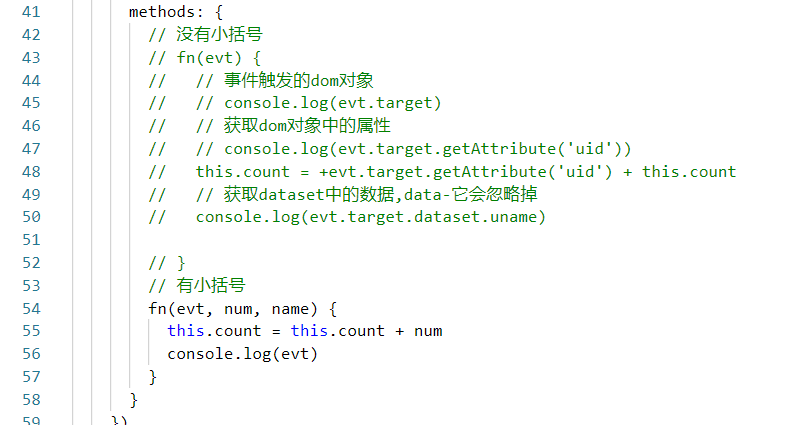 41 methods: {
42 // 没有小括号
43 // fn(evt) {
44 //   // 事件触发的dom对象
45 //   // console.log(evt.target)
46 //   // 获取dom对象中的属性
47 //   // console.log(evt.target.getAttribute('uid'))
48 //   this.count = +evt.target.getAttribute('uid') + this.count
49 //   // 获取dataset中的数据,data-它会忽略掉
50 //   console.log(evt.target.dataset.uname)
51
52 // }
53 // 有小括号
54 fn(evt, num, name) {
55   this.count = this.count + num
56   console.log(evt)
57 }
58 }
59 })